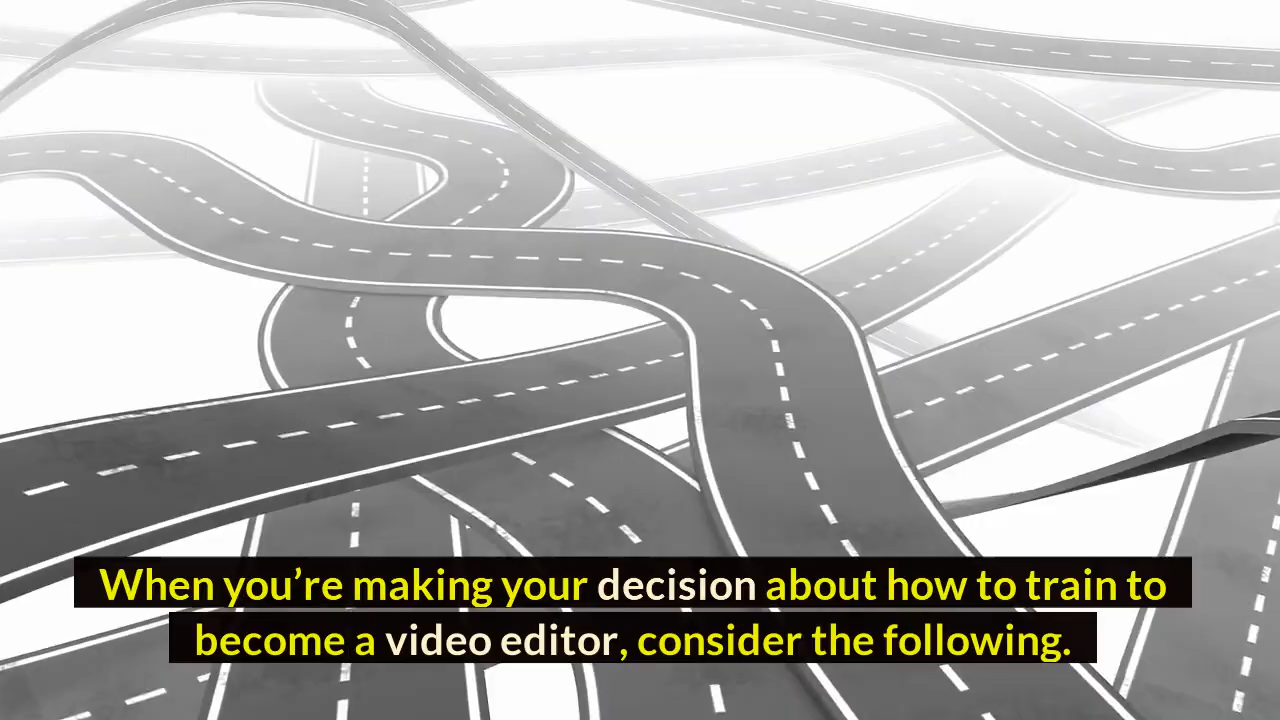 When you’re making your decision about how to train to
become a video editor, consider the following.